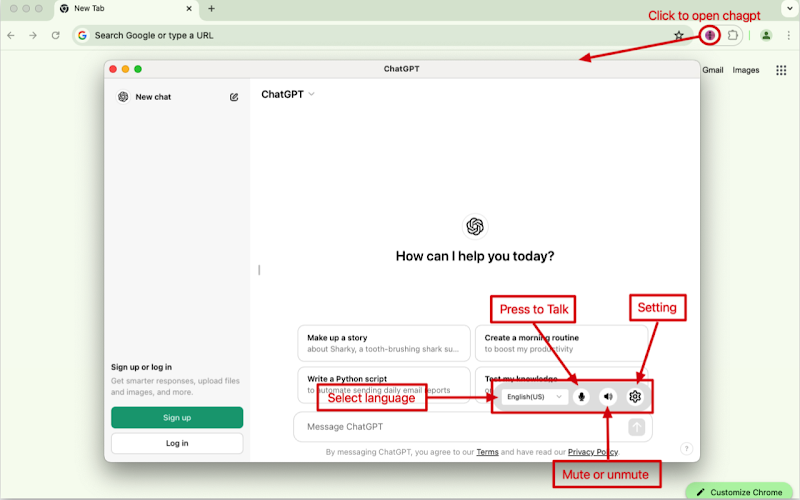 New Tab
Click to open chagpt
Search Google or type a URL
Gmail Images
ChatGPT
New chat
ChatGPT
How can I help you today?
Press to Talk
Setting
Make up a story
about Sharky, a tooth-brushing shark su...
Create a morning routine
to boost my productivity
Write a Python script
to automate sending daily email reports
Test my knowledge
Select language
English(US)
Sign up or log in
Get smarter responses, upload files
and images, and more.
Sign up
Log in
Message ChatGPT
By messaging ChatGPT, you agree to our Terms and have read our Privacy Policy.
?
Mute or unmute
Customize Chrome